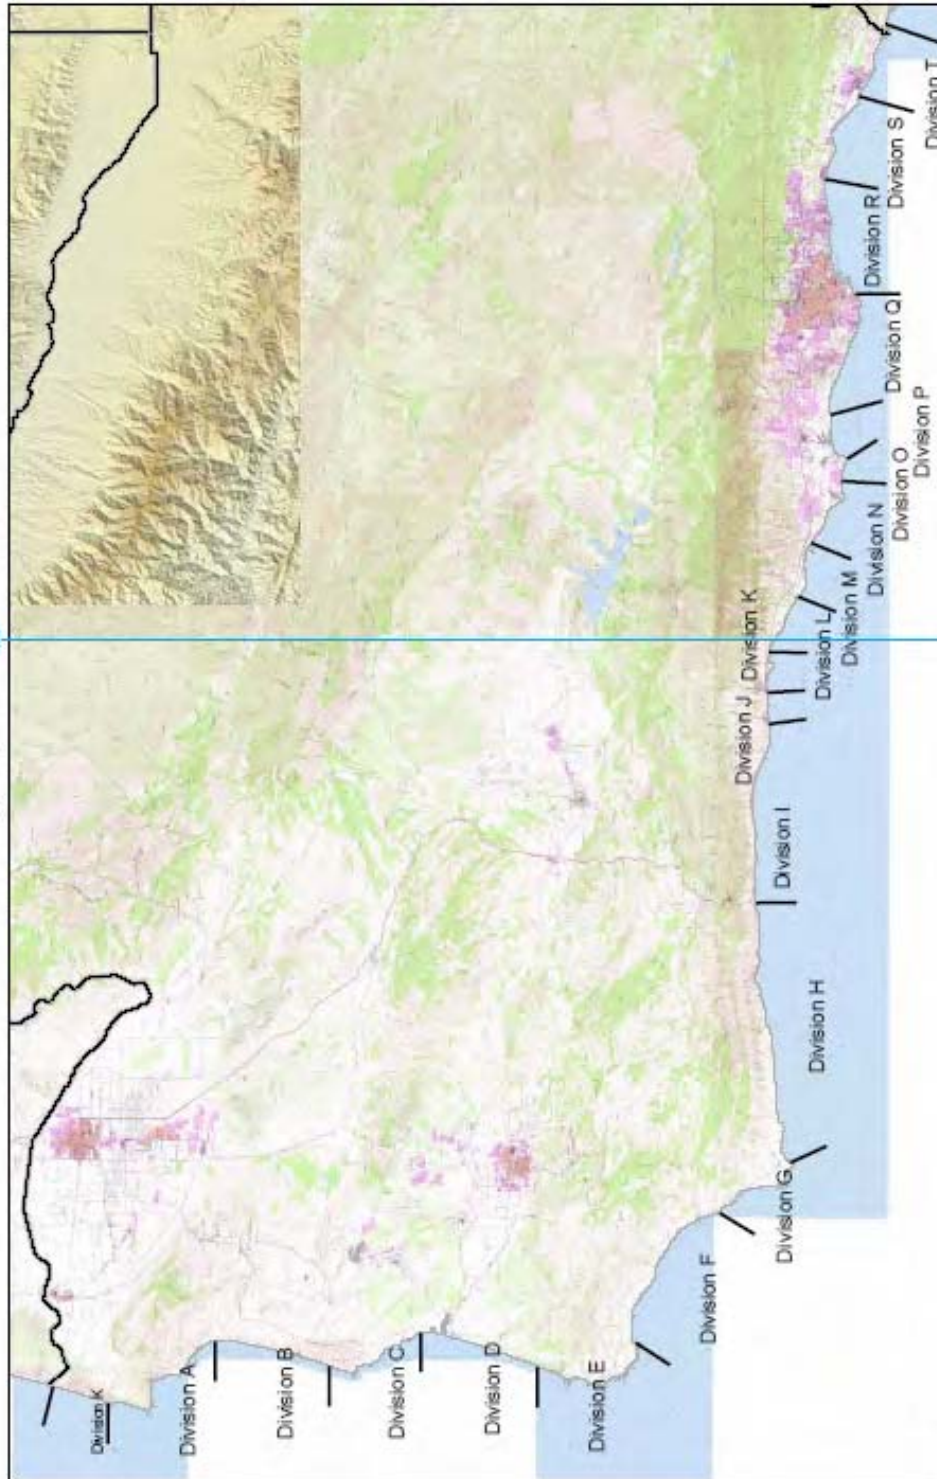 Division K
Division A
Division B
Division C
Division D
Division E
Division F
Division G
Division H
Division I
Division J
Division K
Division L
Division M
Division N
Division O
Division P
Division Q
Division R
Division S
Division T